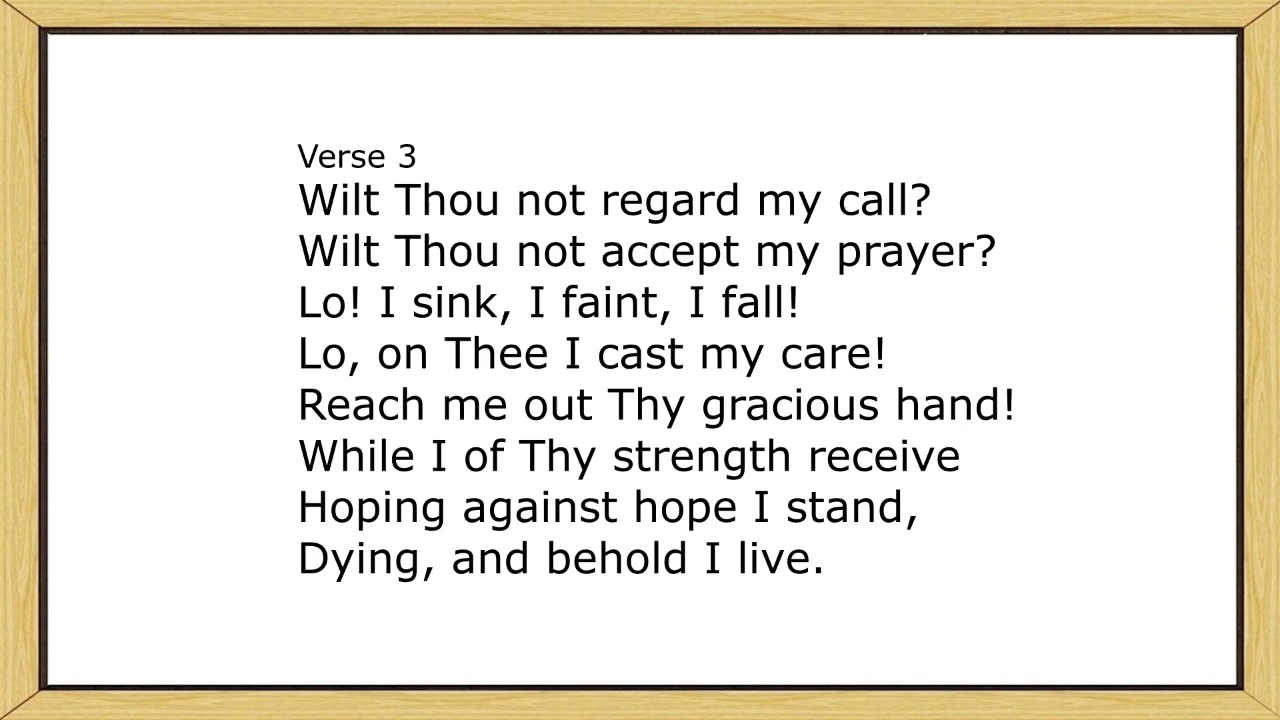 Verse 3
Wilt Thou not regard my call?
Wilt Thou not accept my prayer?
Lo! I sink, I faint, I fall!
Lo, on Thee I cast my care!
Reach me out Thy gracious hand!
While I of Thy strength receive
Hoping against hope I stand,
Dying, and behold I live.